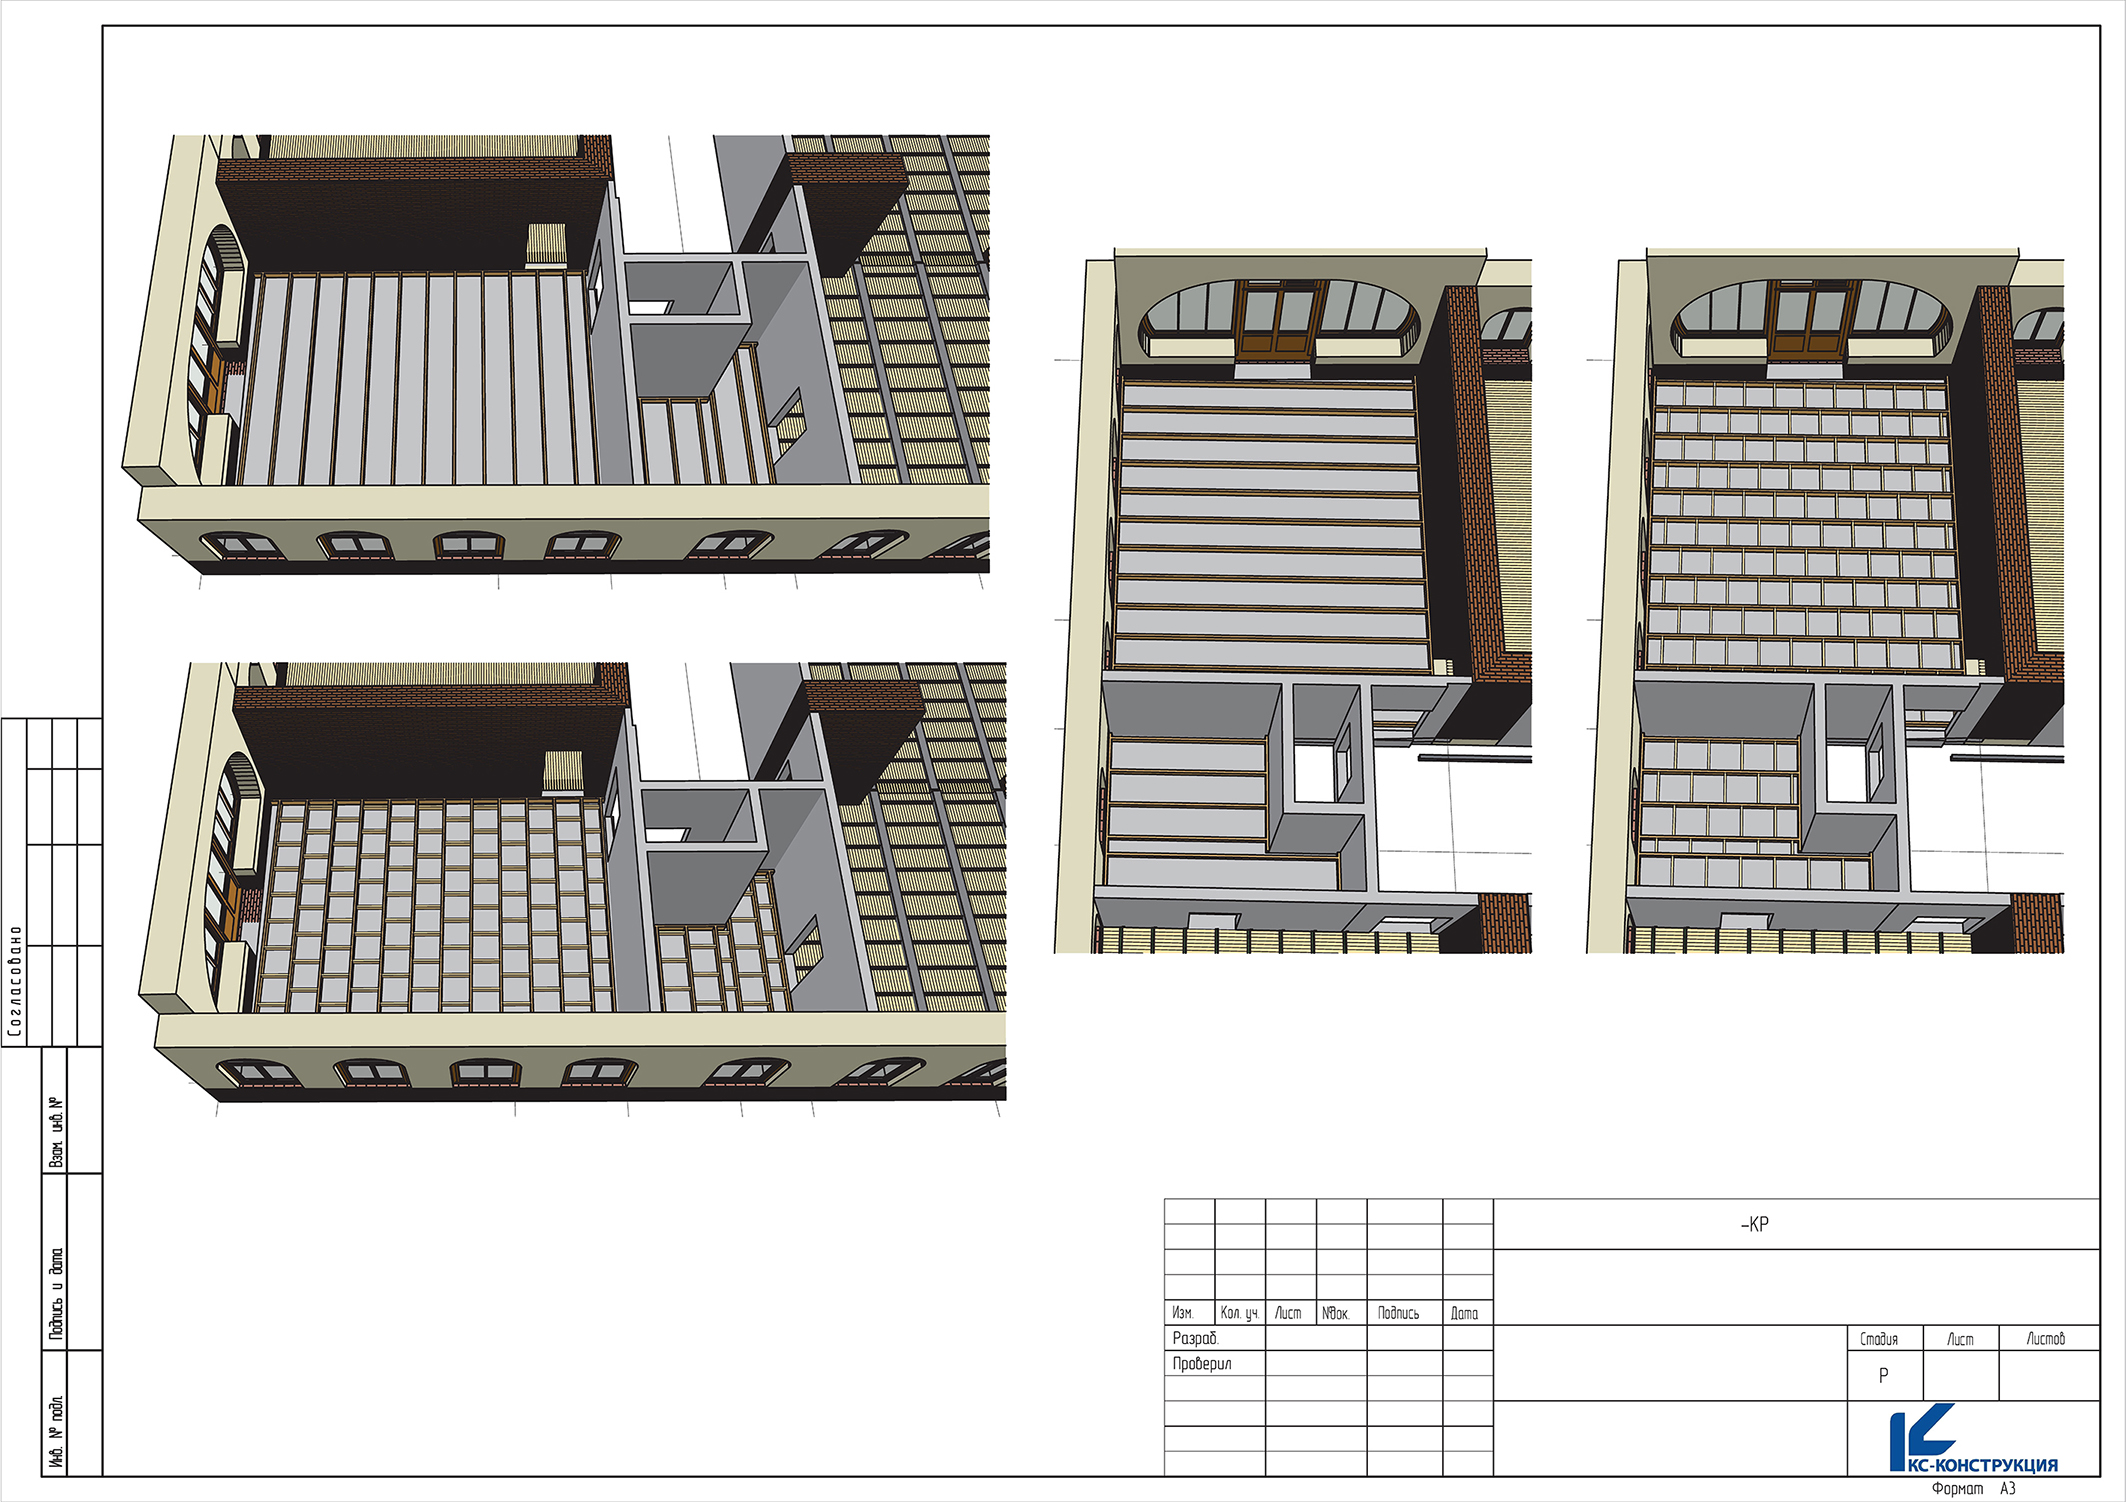 Согласовано
Взам. инв. №
Подпись и дата
Инв. № подл.
-КР
Изм. Кол. уч. Лист №док. Подпись Дата
Разраб.
Проверил
Стадия Лист Листов
Р
КС-КОНСТРУКЦИЯ
Формат А3